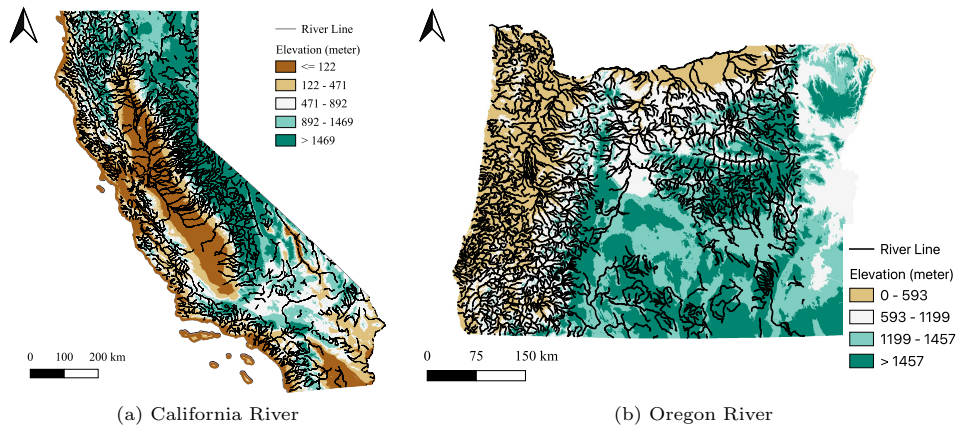 River Line
Elevation (meter)
<= 122
122 - 471
471 - 892
892 - 1469
> 1469
0 100 200 km
(a) California River
River Line
Elevation (meter)
0 - 593
593 - 1199
1199 - 1457
> 1457
0 75 150 km
(b) Oregon River